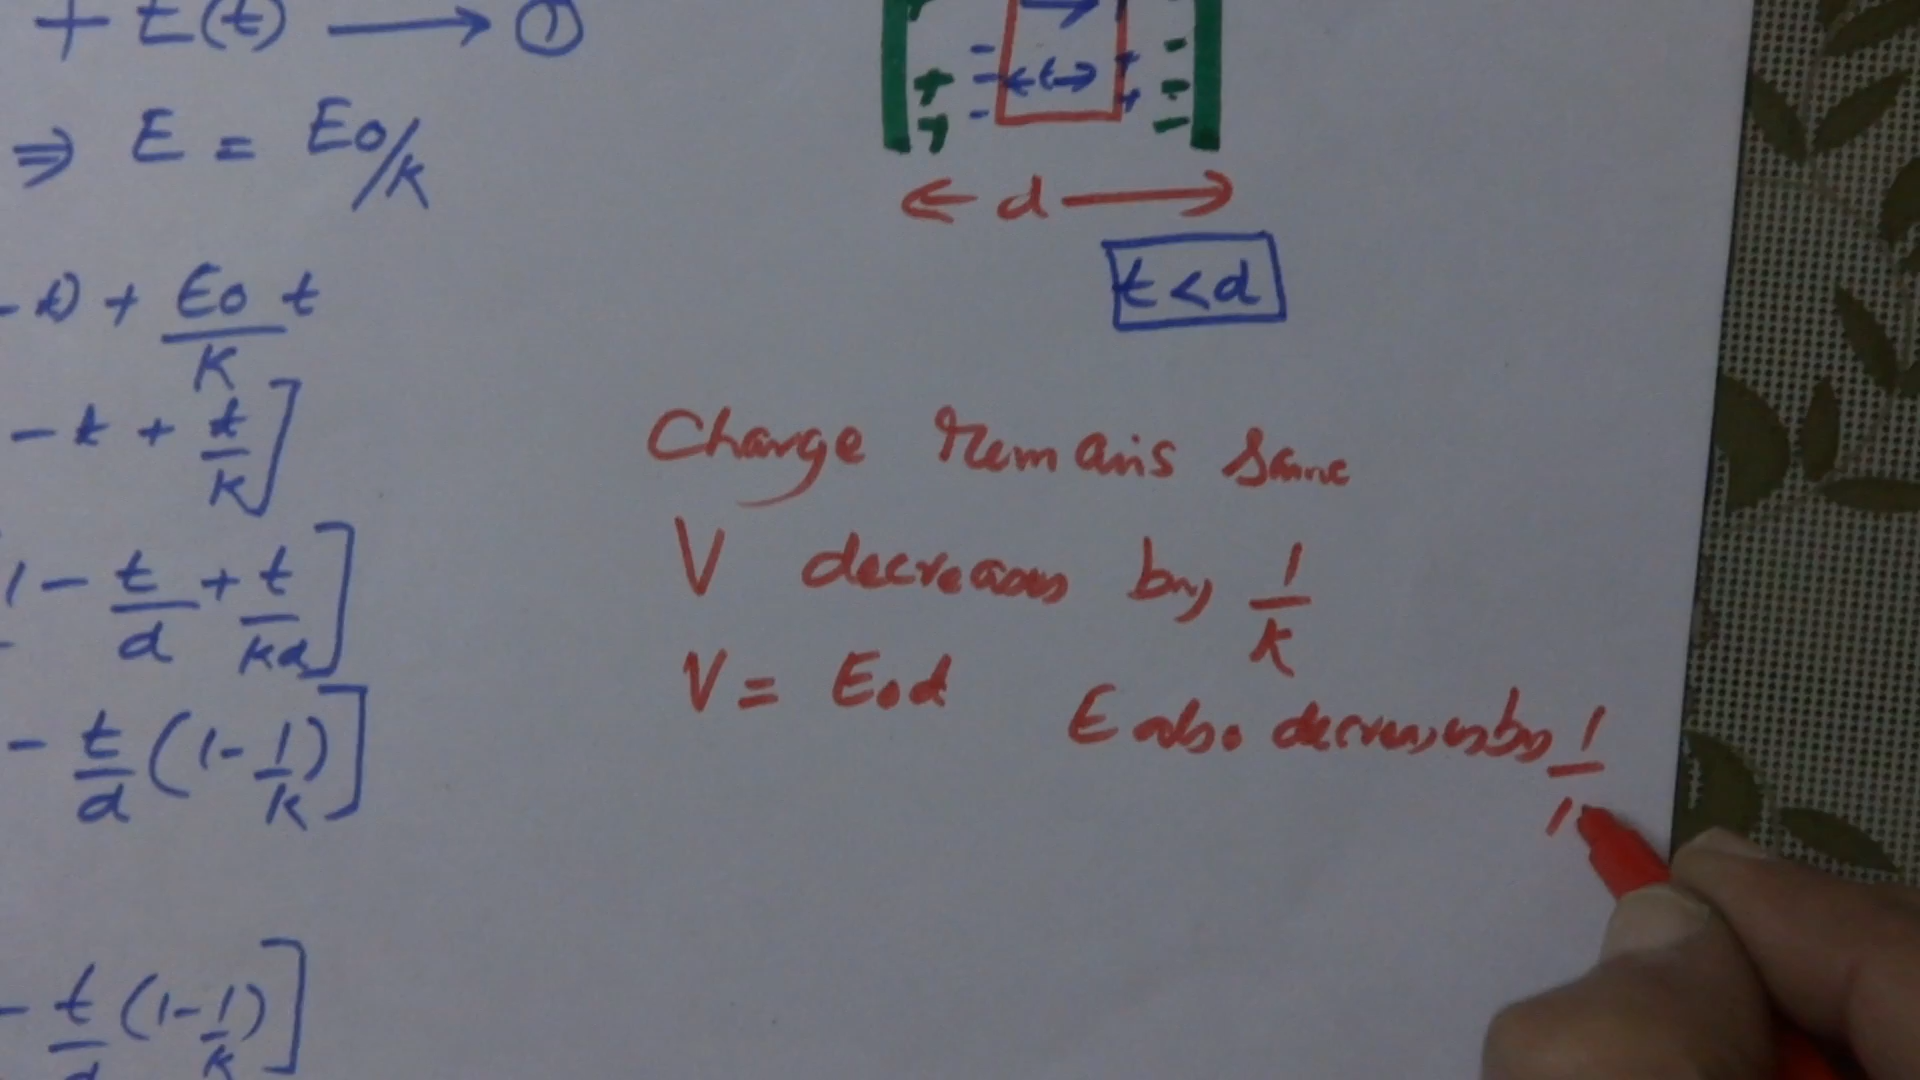 + E(t) ⟶ ①
⇒ E = E0/K
-t) + E0/K t
- t + t/K]
1 - t/d + t/Kd]
- t/d (1 - 1/K)]
- t/d (1 - 1/K)]
+ - - ← t → + + -
← d ⟶
t < d
Charge remains same
V decreases by 1/K
V = E0d
E also decreases by 1/